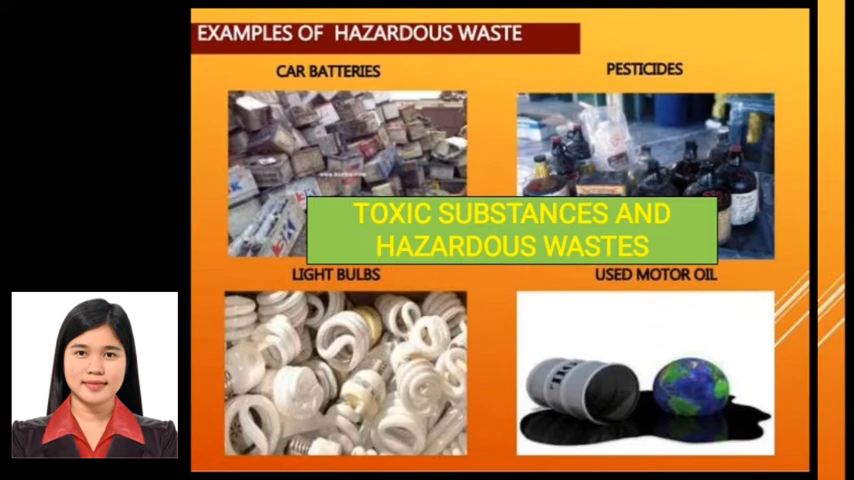 EXAMPLES OF HAZARDOUS WASTE
CAR BATTERIES
PESTICIDES
TOXIC SUBSTANCES AND
HAZARDOUS WASTES
LIGHT BULBS
USED MOTOR OIL